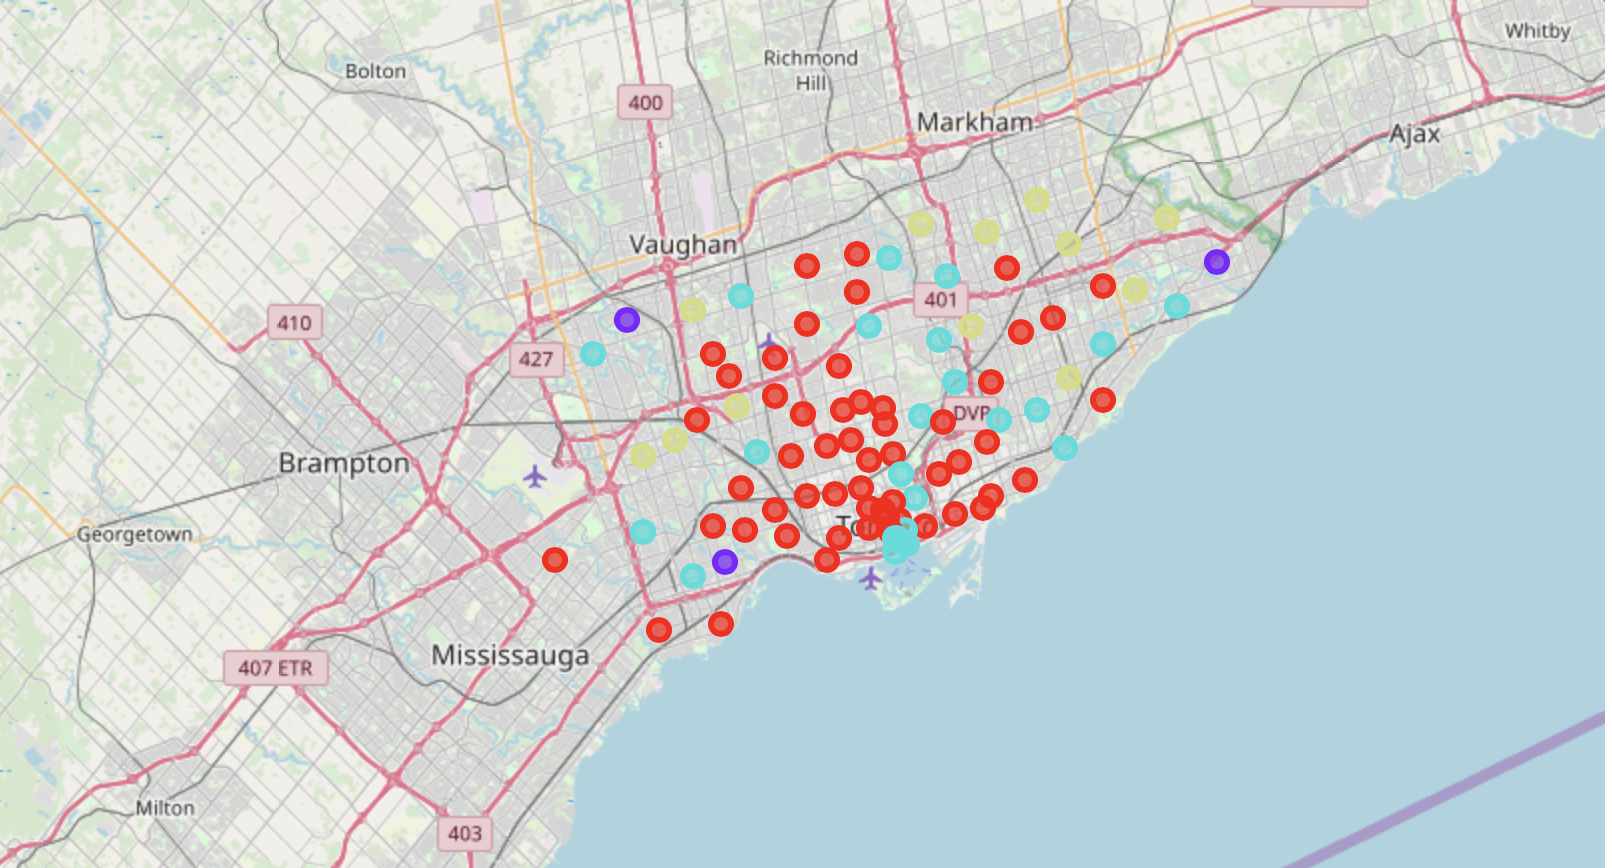 Whitby
Richmond
Hill
Bolton
400
Markham
Ajax
Vaughan
401
410
427
DVP
Brampton
Georgetown
Mississauga
407 ETR
Milton
403